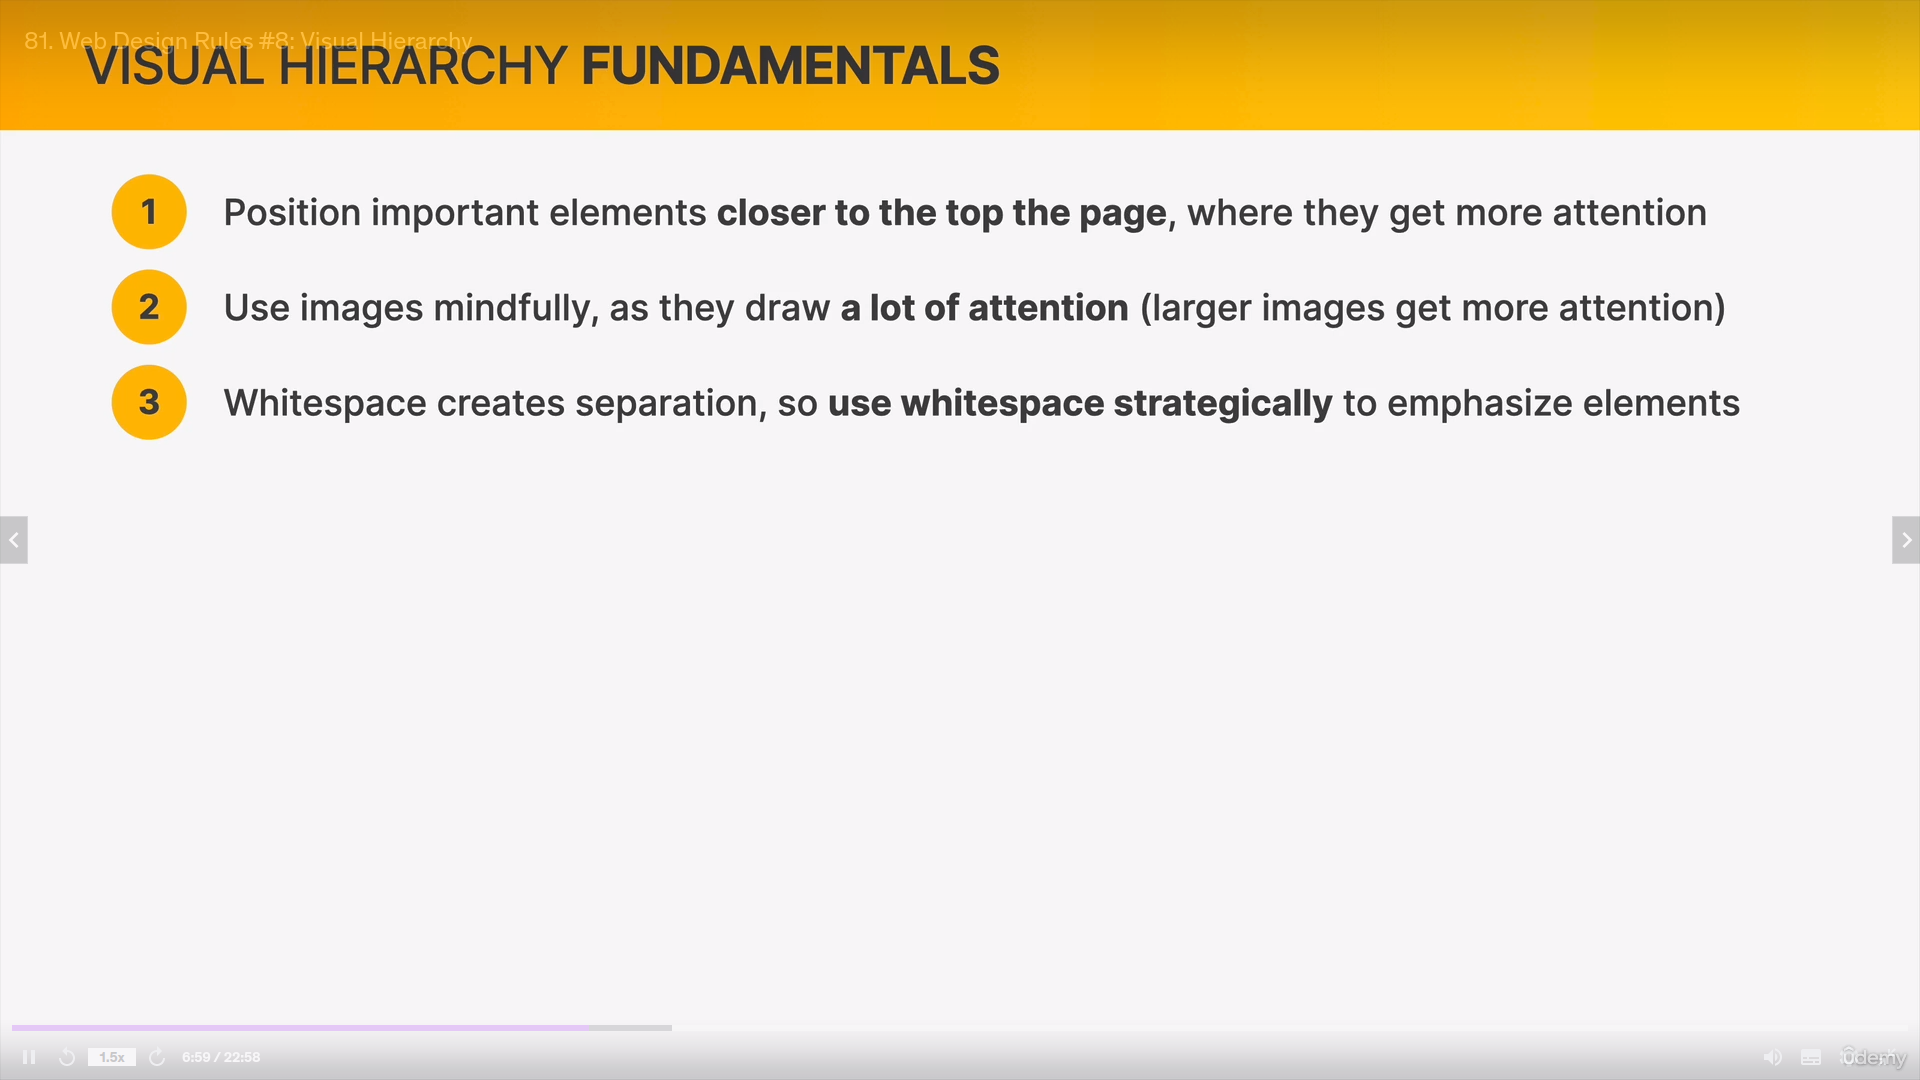 81. Web Design Rules #8: Visual Hierarchy
VISUAL HIERARCHY FUNDAMENTALS
1 Position important elements closer to the top the page, where they get more attention
2 Use images mindfully, as they draw a lot of attention (larger images get more attention)
3 Whitespace creates separation, so use whitespace strategically to emphasize elements
1.5x 6:59 / 22:58 Udemy